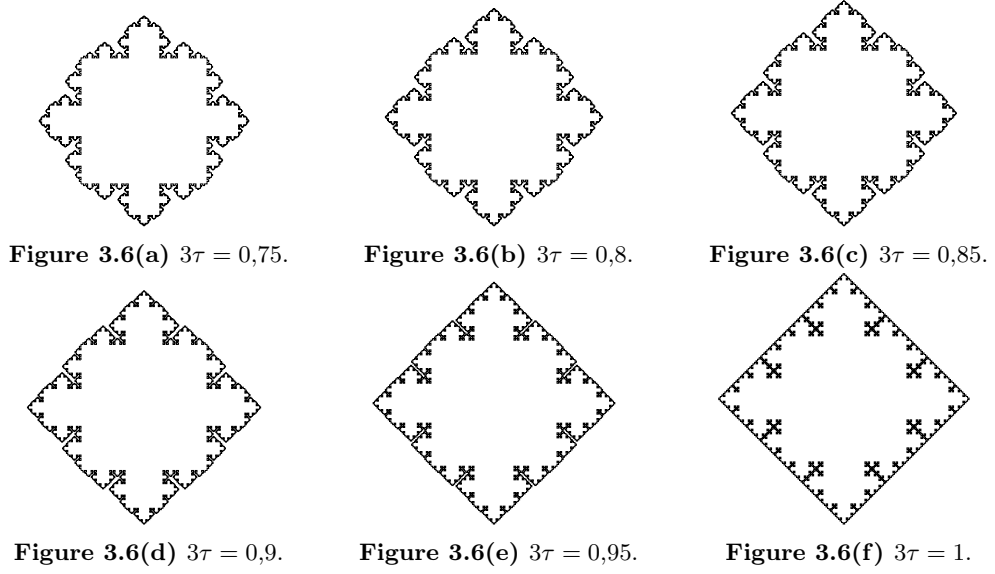 Figure 3.6(a) 3τ = 0,75. Figure 3.6(b) 3τ = 0,8. Figure 3.6(c) 3τ = 0,85.
Figure 3.6(d) 3τ = 0,9. Figure 3.6(e) 3τ = 0,95. Figure 3.6(f) 3τ = 1.